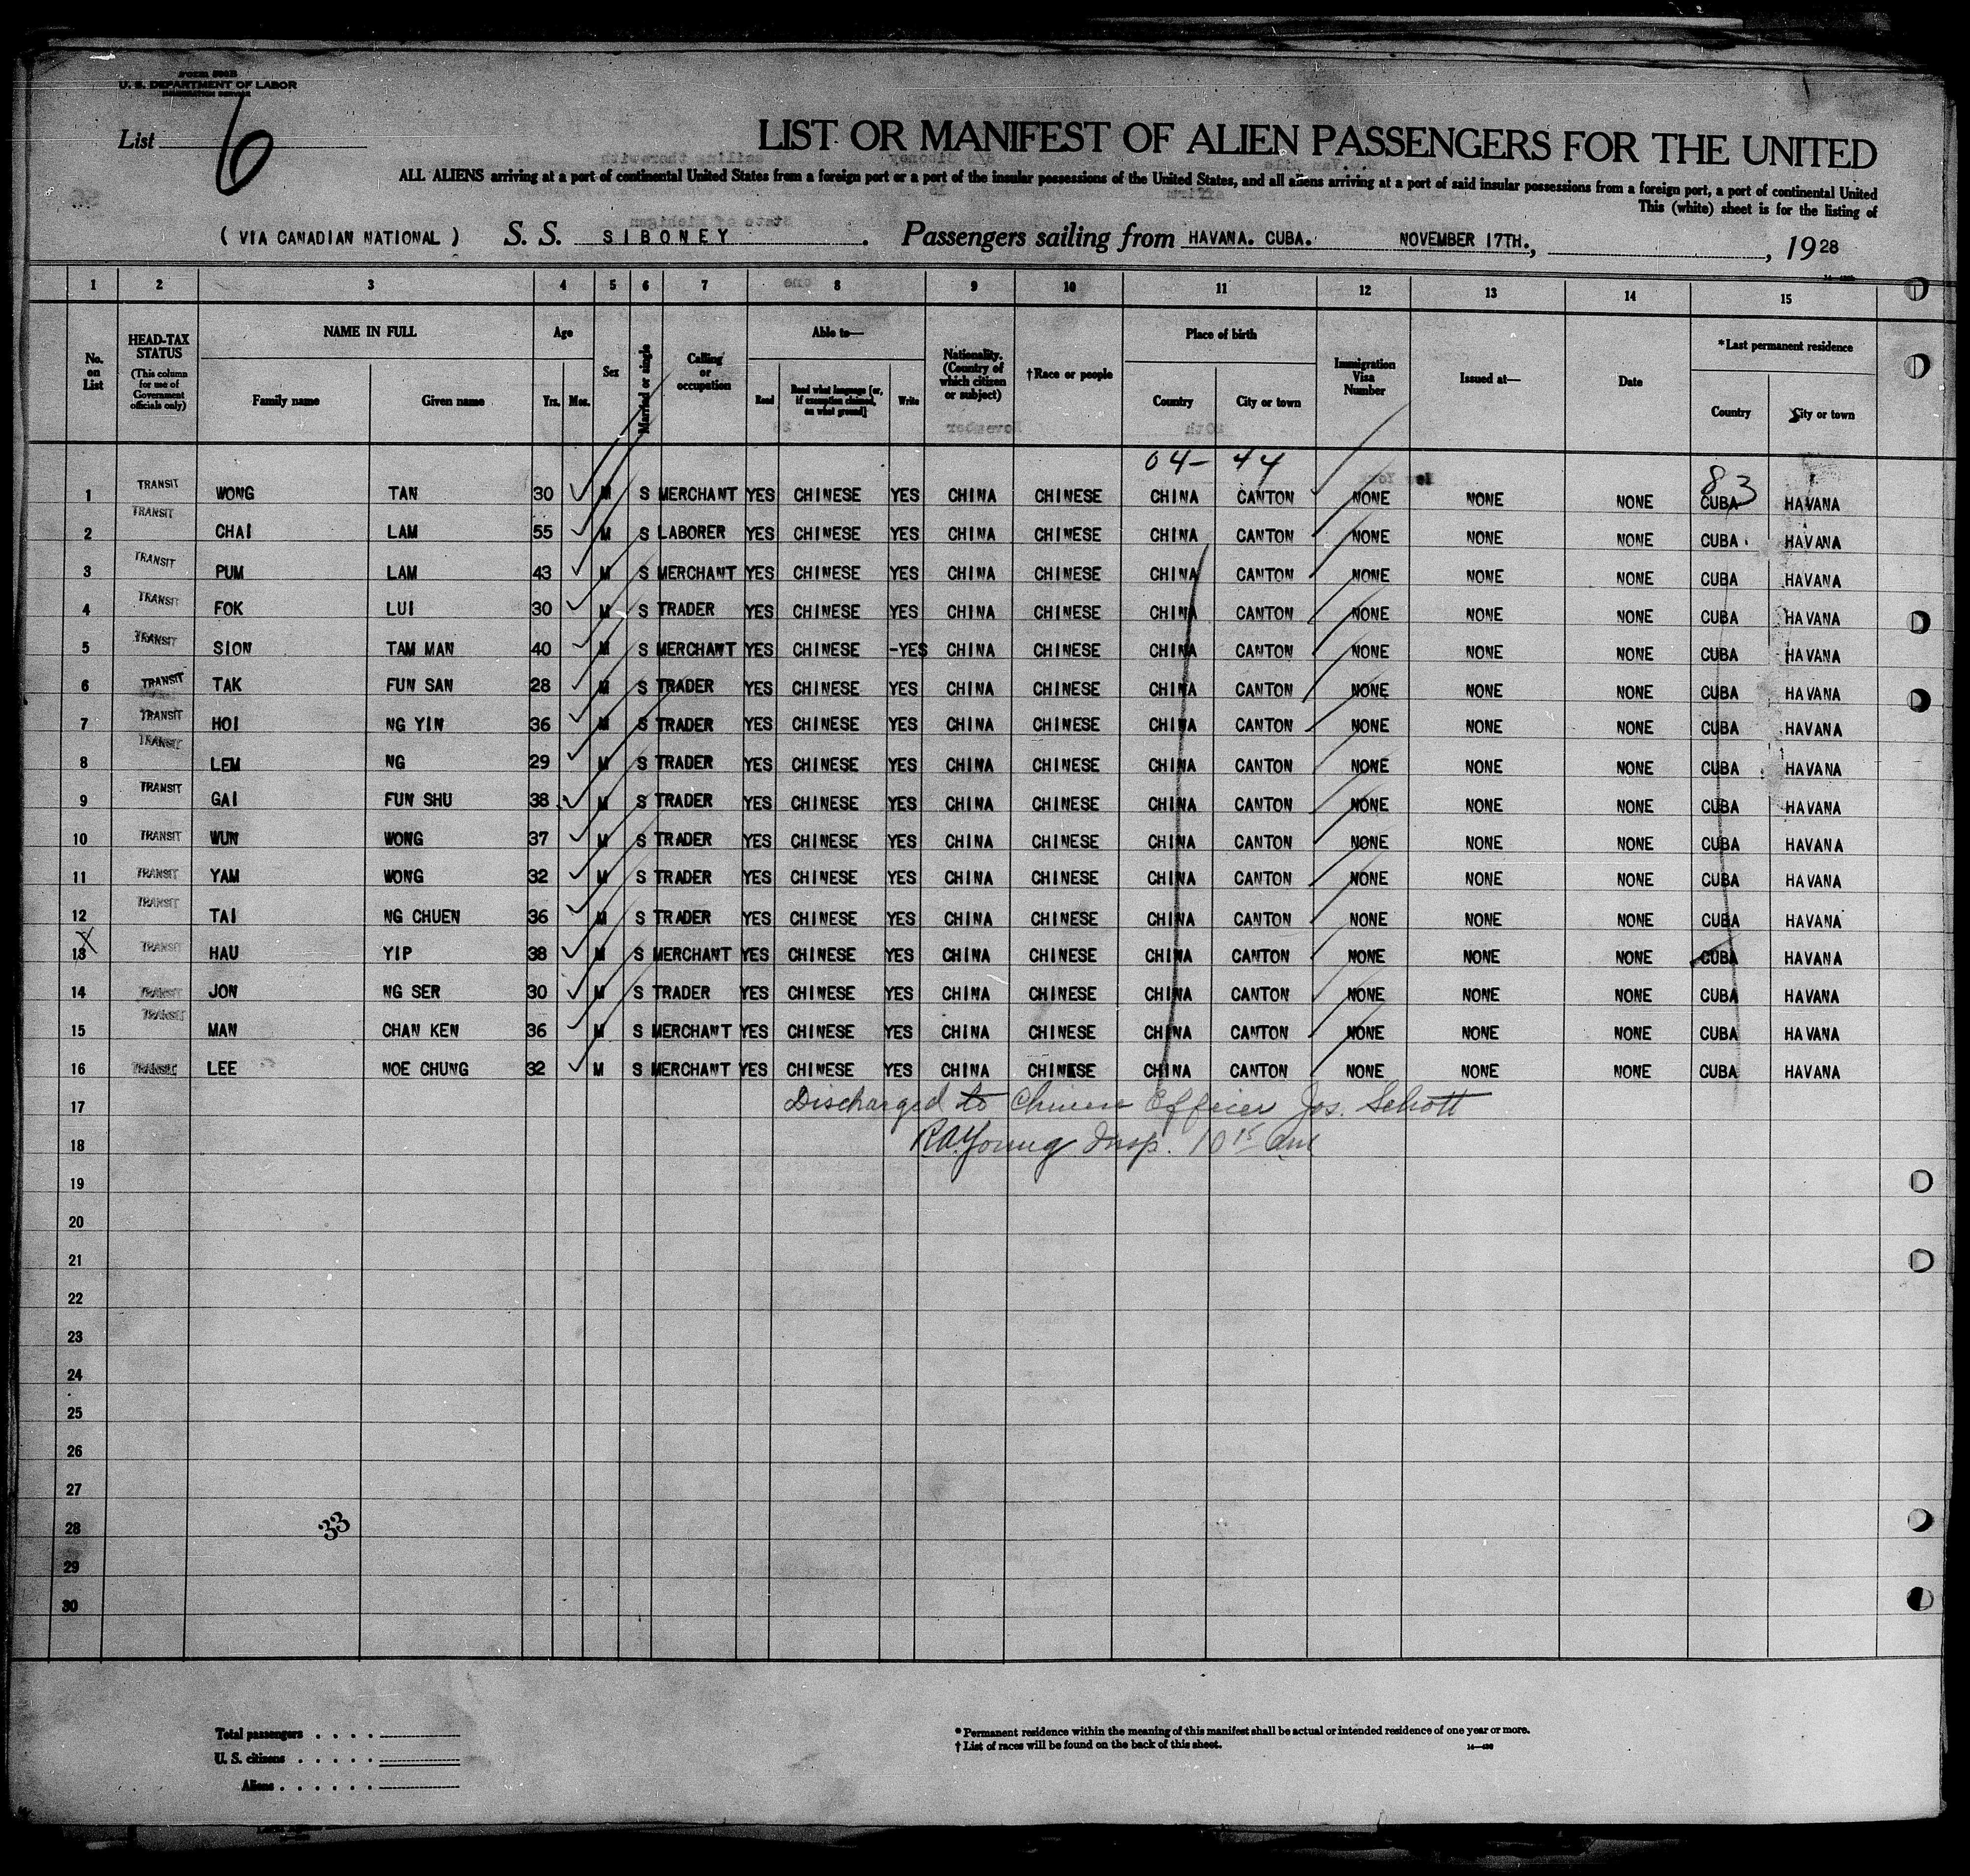 Form 500B
U. S. DEPARTMENT OF LABOR
IMMIGRATION SERVICE
List 6
LIST OR MANIFEST OF ALIEN PASSENGERS FOR THE UNITED
ALL ALIENS arriving at a port of continental United States from a foreign port or a port of the insular possessions of the United States, and all aliens arriving at a port of said insular possessions from a foreign port, a port of continental United
This (white) sheet is for the listing of
( VIA CANADIAN NATIONAL ) S. S. SIBONEY . Passengers sailing from HAVANA. CUBA. NOVEMBER 17TH. , , 1928
1 2 3 4 5 6 7 8 9 10 11 12 13 14 15
No. on List HEAD-TAX STATUS (This column for use of Government officials only) NAME IN FULL Family name Given name Age Yrs. Mos. Sex Married or single Calling or occupation Able to— Read Read what language [or, if exemption claimed, on what ground] Write Nationality. (Country of which citizen or subject) †Race or people Place of birth Country City or town Immigration Visa Number Issued at— Date *Last permanent residence Country City or town
04- 44 83
1 TRANSIT WONG TAN 30 M S MERCHANT YES CHINESE YES CHINA CHINESE CHINA CANTON NONE NONE NONE CUBA HAVANA
2 TRANSIT CHAI LAM 55 M S LABORER YES CHINESE YES CHINA CHINESE CHINA CANTON NONE NONE NONE CUBA HAVANA
3 TRANSIT PUM LAM 43 M S MERCHANT YES CHINESE YES CHINA CHINESE CHINA CANTON NONE NONE NONE CUBA HAVANA
4 TRANSIT FOK LUI 30 M S TRADER YES CHINESE YES CHINA CHINESE CHINA CANTON NONE NONE NONE CUBA HAVANA
5 TRANSIT SION TAM MAN 40 M S MERCHANT YES CHINESE -YES CHINA CHINESE CHINA CANTON NONE NONE NONE CUBA HAVANA
6 TRANSIT TAK FUN SAN 28 M S TRADER YES CHINESE YES CHINA CHINESE CHINA CANTON NONE NONE NONE CUBA HAVANA
7 TRANSIT HOI NG YIN 36 M S TRADER YES CHINESE YES CHINA CHINESE CHINA CANTON NONE NONE NONE CUBA HAVANA
8 TRANSIT LEM NG 29 M S TRADER YES CHINESE YES CHINA CHINESE CHINA CANTON NONE NONE NONE CUBA HAVANA
9 TRANSIT GAI FUN SHU 38 M S TRADER YES CHINESE YES CHINA CHINESE CHINA CANTON NONE NONE NONE CUBA HAVANA
10 TRANSIT WUN WONG 37 M S TRADER YES CHINESE YES CHINA CHINESE CHINA CANTON NONE NONE NONE CUBA HAVANA
11 TRANSIT YAM WONG 32 M S TRADER YES CHINESE YES CHINA CHINESE CHINA CANTON NONE NONE NONE CUBA HAVANA
12 TRANSIT TAI NG CHUEN 36 M S TRADER YES CHINESE YES CHINA CHINESE CHINA CANTON NONE NONE NONE CUBA HAVANA
13 TRANSIT HAU YIP 38 M S MERCHANT YES CHINESE YES CHINA CHINESE CHINA CANTON NONE NONE NONE CUBA HAVANA
14 TRANSIT JON NG SER 30 M S TRADER YES CHINESE YES CHINA CHINESE CHINA CANTON NONE NONE NONE CUBA HAVANA
15 TRANSIT MAN CHAN KEN 36 M S MERCHANT YES CHINESE YES CHINA CHINESE CHINA CANTON NONE NONE NONE CUBA HAVANA
16 TRANSIT LEE NOE CHUNG 32 M S MERCHANT YES CHINESE YES CHINA CHINESE CHINA CANTON NONE NONE NONE CUBA HAVANA
17 Discharged to Chinese Officer Jos. Schott
18 R.A. Young Insp. 10 15 am
19
20
21
22
23
24
25
26
27
28 33
29
30
Total passengers . . . .
U. S. citizens . . . . .
Aliens . . . . . .
* Permanent residence within the meaning of this manifest shall be actual or intended residence of one year or more.
† List of races will be found on the back of this sheet.